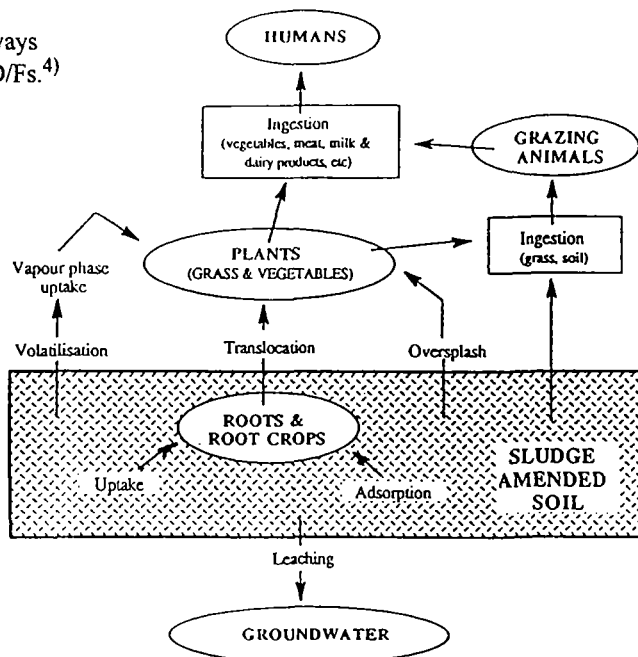 ways
D/Fs.4)
HUMANS
Ingestion
(vegetables, meat, milk &
dairy products, etc)
GRAZING
ANIMALS
PLANTS
(GRASS & VEGETABLES)
Ingestion
(grass, soil)
Vapour phase
uptake
Volatilisation
Translocation
Oversplash
ROOTS &
ROOT CROPS
Uptake
Adsorption
SLUDGE
AMENDED
SOIL
Leaching
GROUNDWATER